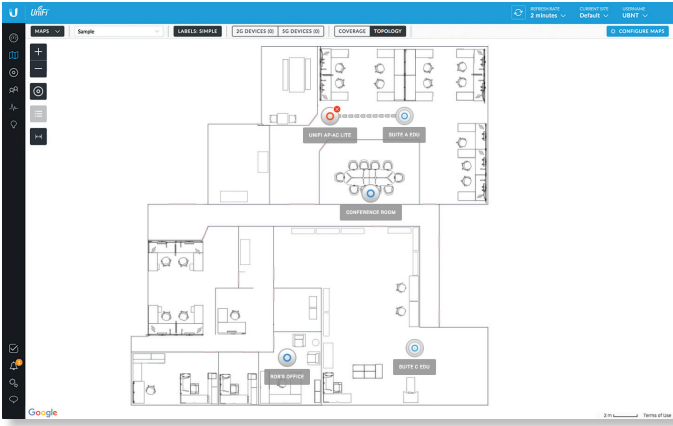 UniFi
REFRESH RATE
2 minutes
CURRENT SITE
Default
USERNAME
UBNT
MAPS
Sample
LABELS: SIMPLE
2G DEVICES (0)
5G DEVICES (0)
COVERAGE
TOPOLOGY
CONFIGURE MAPS
UNIFI AP-AC LITE
SUITE A EDU
CONFERENCE ROOM
ROB'S OFFICE
SUITE C EDU
Google
2 m
Terms of Use